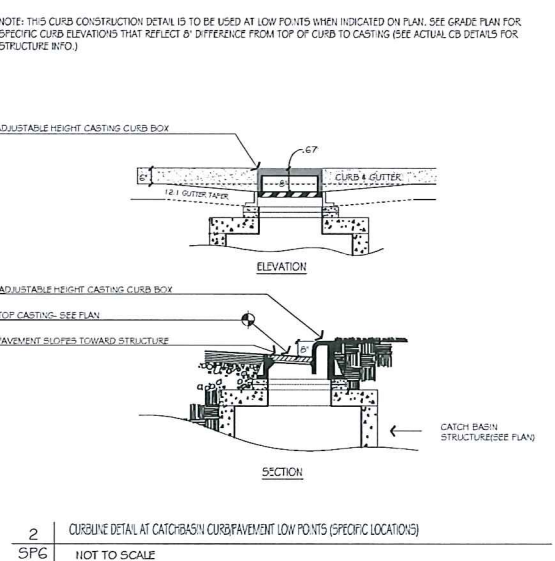 NOTE: THIS CURB CONSTRUCTION DETAIL IS TO BE USED AT LOW POINTS WHEN INDICATED ON PLAN. SEE GRADE PLAN FOR
SPECIFIC CURB ELEVATIONS THAT REFLECT 8" DIFFERENCE FROM TOP OF CURB TO CASTING (SEE ACTUAL CB DETAILS FOR
STRUCTURE INFO.)
ADJUSTABLE HEIGHT CASTING CURB BOX
.67
6"
8"
CURB & GUTTER
12:1 GUTTER TAPER
ELEVATION
ADJUSTABLE HEIGHT CASTING CURB BOX
TOP CASTING- SEE PLAN
PAVEMENT SLOPES TOWARD STRUCTURE
8"
CATCH BASIN
STRUCTURE(SEE PLAN)
SECTION
2 CURBLINE DETAIL AT CATCHBASIN CURB/PAVEMENT LOW POINTS (SPECIFIC LOCATIONS)
SP6 NOT TO SCALE